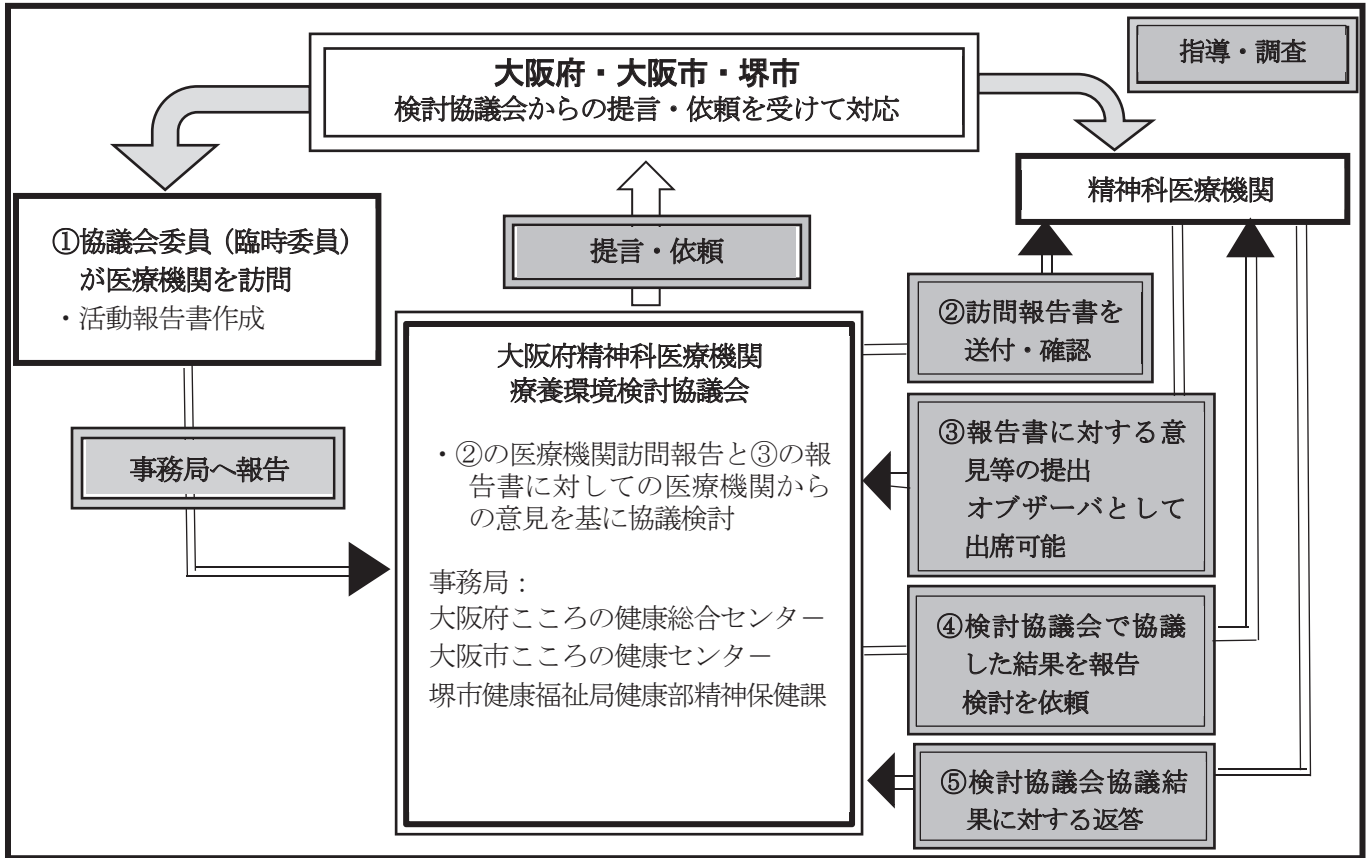 指導・調査
大阪府・大阪市・堺市
検討協議会からの提言・依頼を受けて対応
精神科医療機関
①協議会委員（臨時委員）
が医療機関を訪問
・活動報告書作成
提言・依頼
事務局へ報告
大阪府精神科医療機関
療養環境検討協議会
・②の医療機関訪問報告と③の報
告書に対しての医療機関から
の意見を基に協議検討
事務局：
大阪府こころの健康総合センター
大阪市こころの健康センター
堺市健康福祉局健康部精神保健課
②訪問報告書を
送付・確認
③報告書に対する意
見等の提出
オブザーバとして
出席可能
④検討協議会で協議
した結果を報告
検討を依頼
⑤検討協議会協議結
果に対する返答